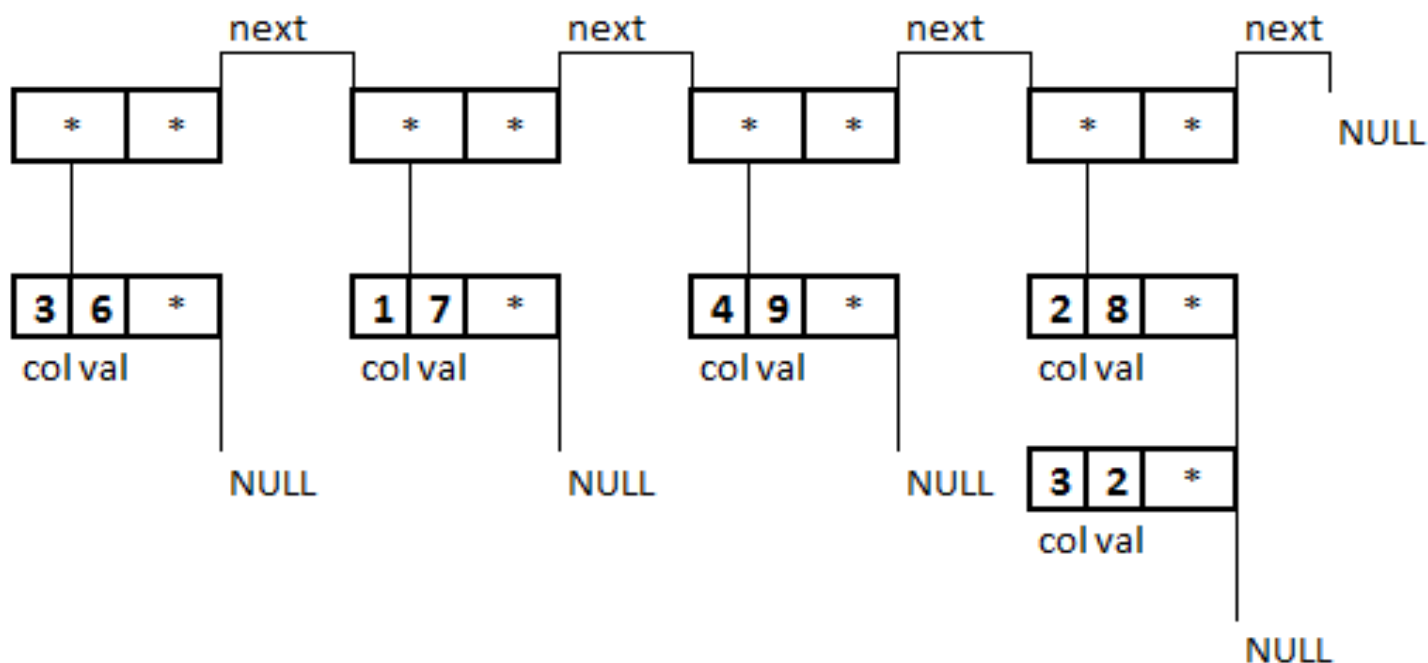 next next next next
* * * * * * * *
NULL
3 6 * 1 7 * 4 9 * 2 8 *
col val col val col val col val
NULL NULL NULL 3 2 *
col val
NULL